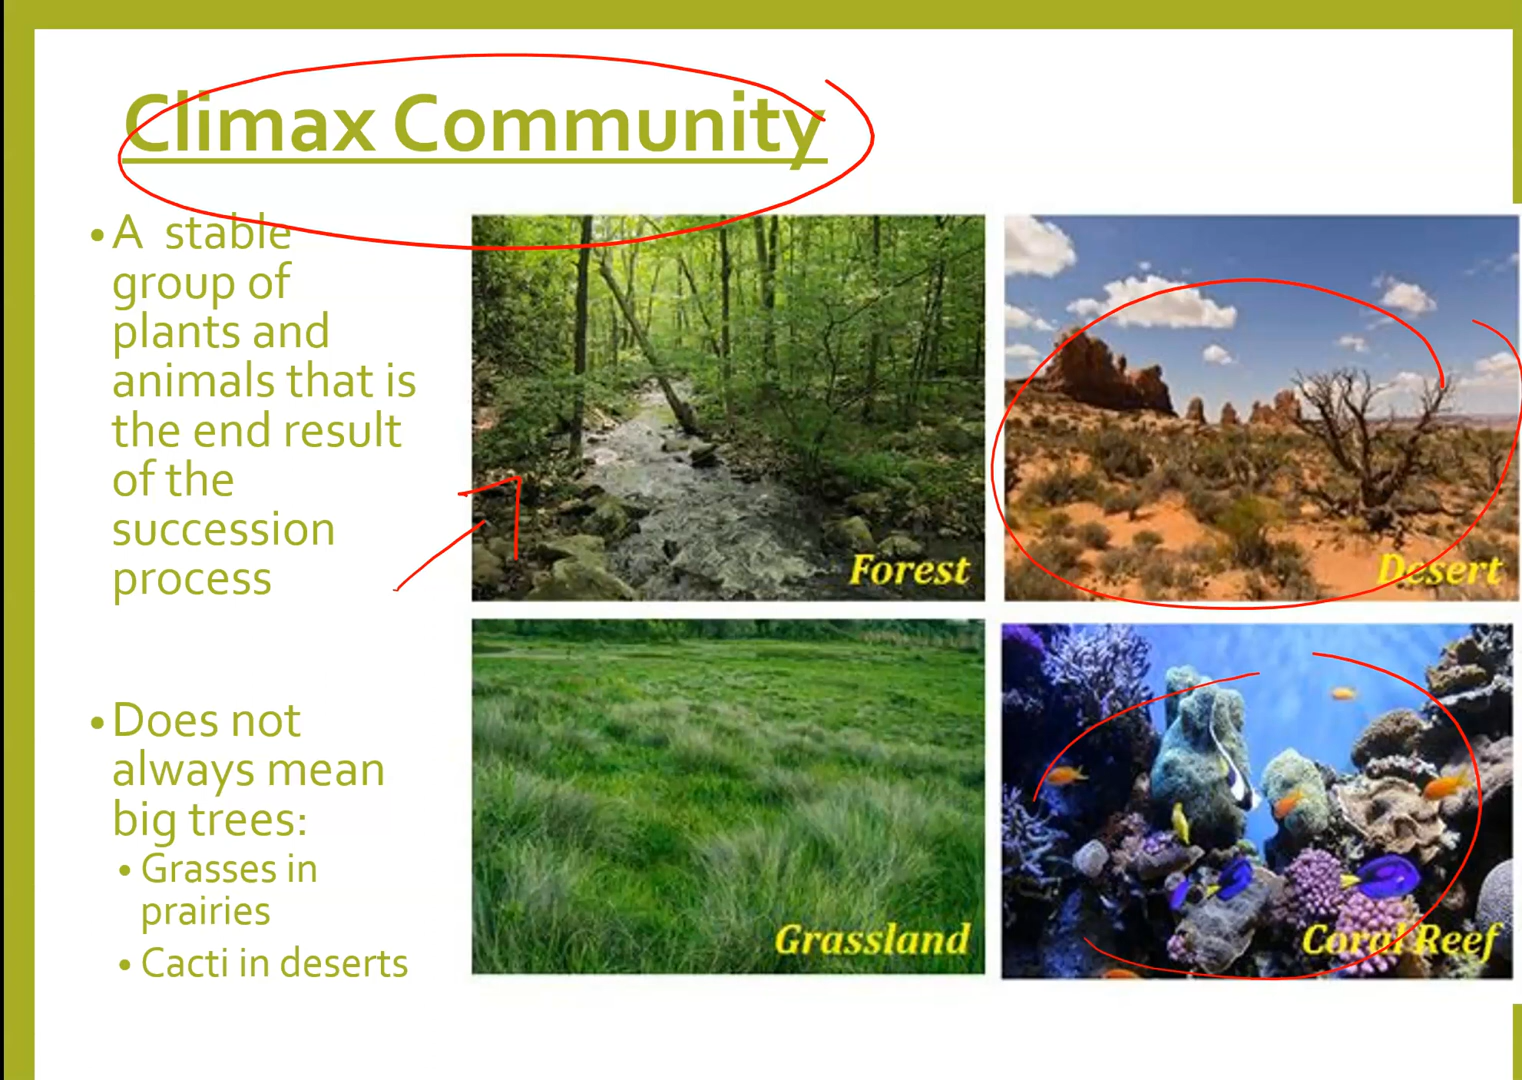 Climax Community
• A  stable
group of
plants and
animals that is
the end result
of the
succession
process
• Does not
always mean
big trees:
• Grasses in
prairies
• Cacti in deserts
Forest
Desert
Grassland
Coral Reef